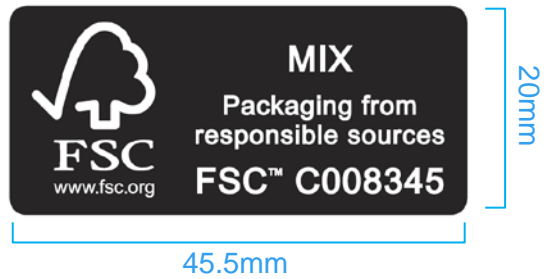 FSC
www.fsc.org
MIX
Packaging from
responsible sources
FSC™ C008345
20mm
45.5mm